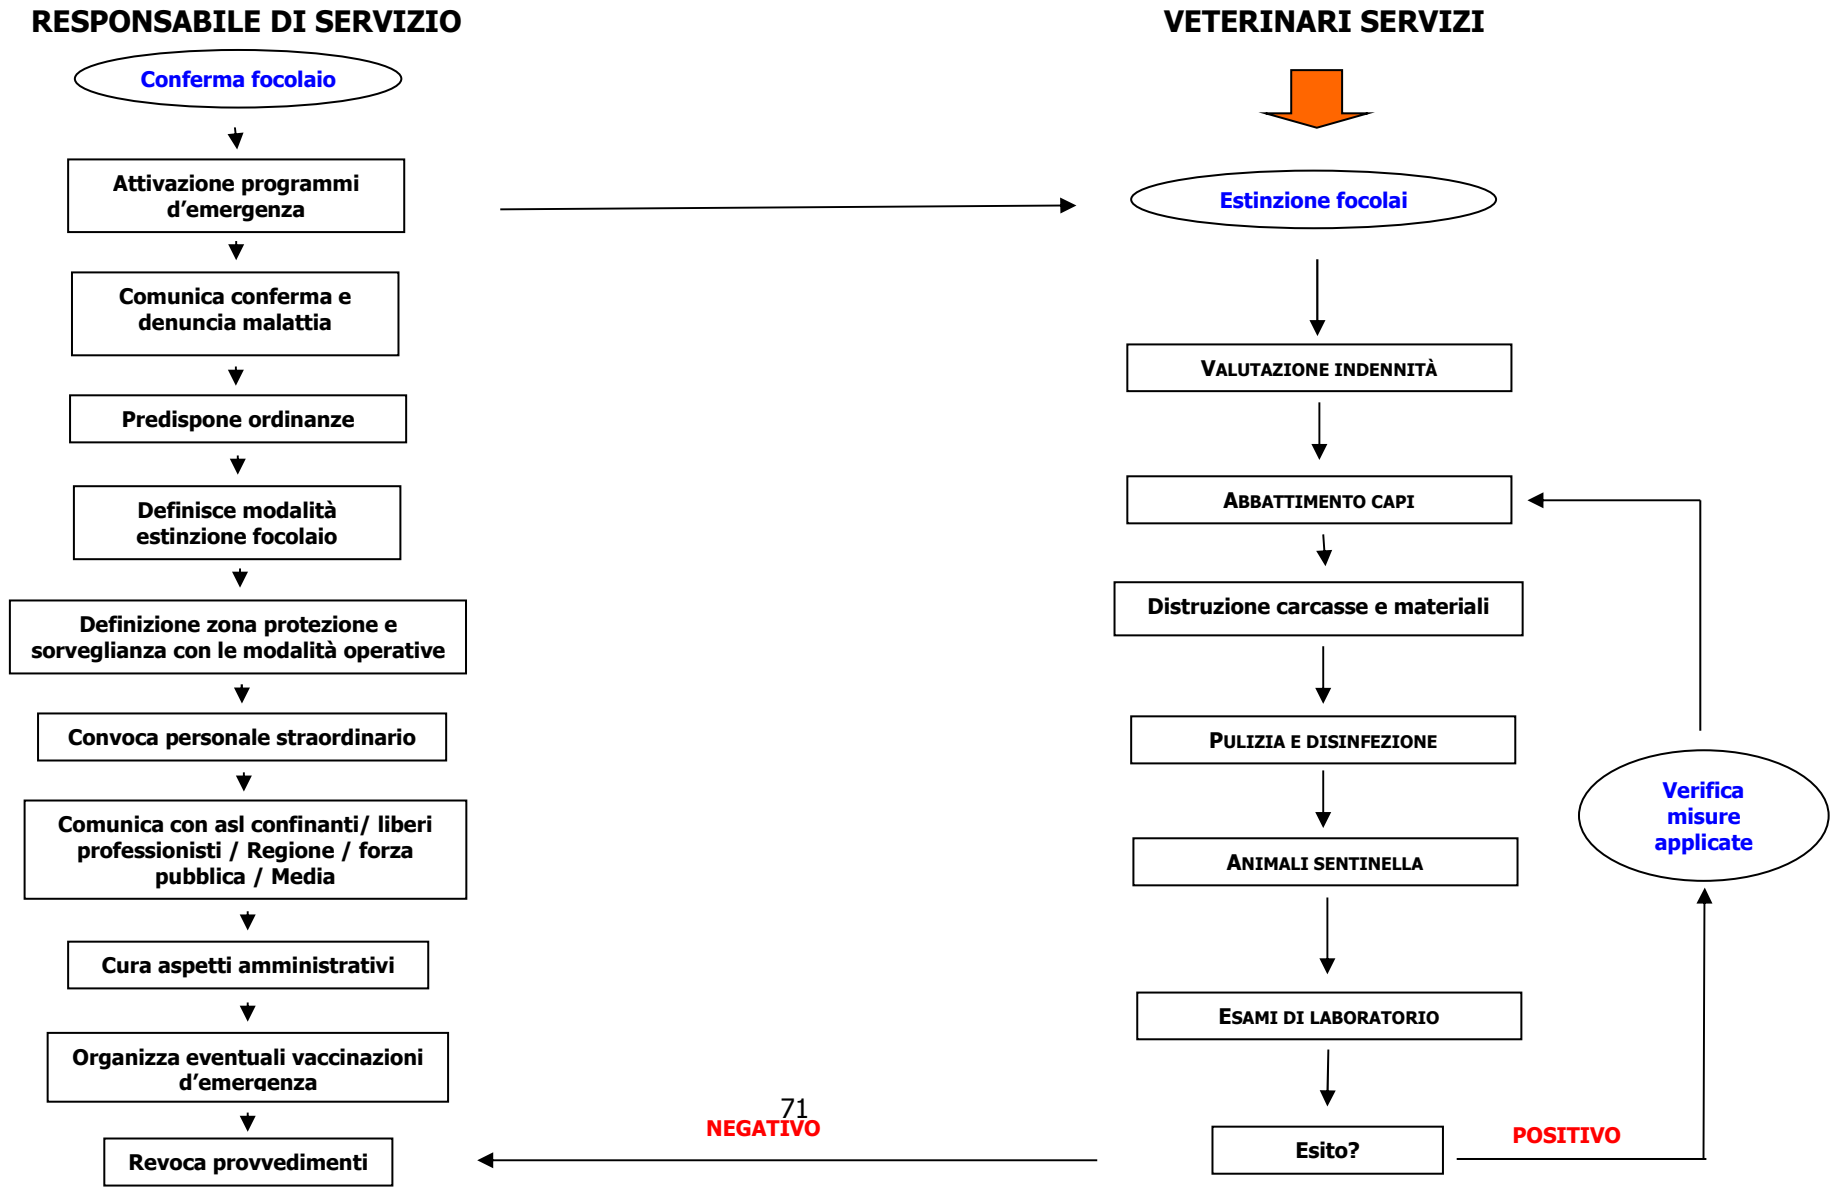 RESPONSABILE DI SERVIZIO
Conferma focolaio
Attivazione programmi
d'emergenza
Comunica conferma e
denuncia malattia
Predispone ordinanze
Definisce modalità
estinzione focolaio
Definizione zona protezione e
sorveglianza con le modalità operative
Convoca personale straordinario
Comunica con asl confinanti/ liberi
professionisti / Regione / forza
pubblica / Media
Cura aspetti amministrativi
Organizza eventuali vaccinazioni
d'emergenza
Revoca provvedimenti
VETERINARI SERVIZI
Estinzione focolai
VALUTAZIONE INDENNITÀ
ABBATTIMENTO CAPI
Distruzione carcasse e materiali
PULIZIA E DISINFEZIONE
ANIMALI SENTINELLA
ESAMI DI LABORATORIO
Esito?
POSITIVO
Verifica
misure
applicate
71
NEGATIVO